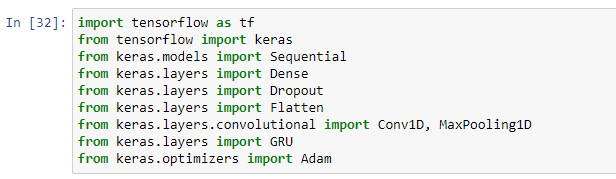 In [32]: import tensorflow as tf
from tensorflow import keras
from keras.models import Sequential
from keras.layers import Dense
from keras.layers import Dropout
from keras.layers import Flatten
from keras.layers.convolutional import Conv1D, MaxPooling1D
from keras.layers import GRU
from keras.optimizers import Adam